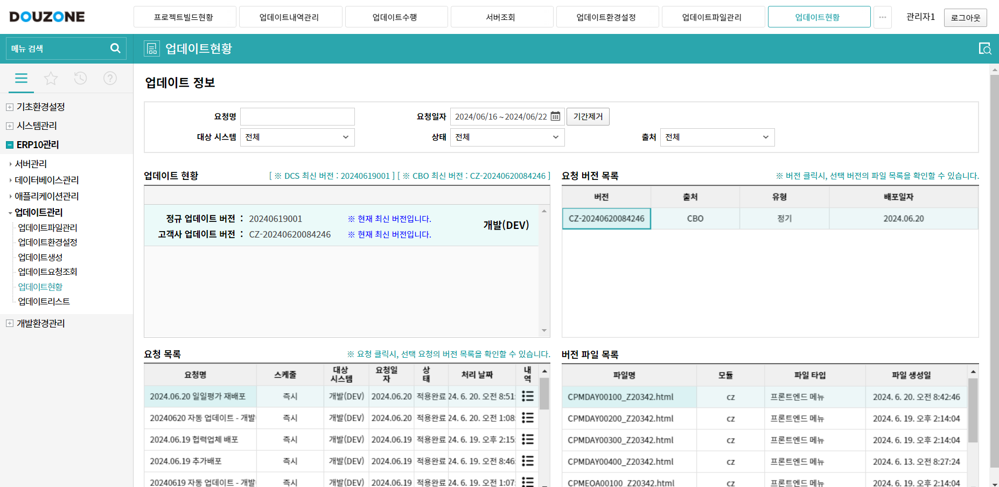 DOUZONE
프로젝트빌드현황
업데이트내역관리
업데이트수행
서버조회
업데이트환경설정
업데이트파일관리
업데이트현황
...
관리자1
로그아웃
메뉴 검색
업데이트현황
기초환경설정
시스템관리
ERP10관리
서버관리
데이터베이스관리
애플리케이션관리
업데이트관리
업데이트파일관리
업데이트환경설정
업데이트생성
업데이트요청조회
업데이트현황
업데이트리스트
개발환경관리
업데이트 정보
요청명
요청일자 2024/06/16 ~ 2024/06/22 기간제거
대상 시스템 전체
상태 전체
출처 전체
업데이트 현황 [ ※ DCS 최신 버전 : 20240619001 ] [ ※ CBO 최신 버전 : CZ-20240620084246 ]
정규 업데이트 버전 : 20240619001 ※ 현재 최신 버전입니다.
고객사 업데이트 버전 : CZ-20240620084246 ※ 현재 최신 버전입니다.
개발(DEV)
요청 버전 목록 ※ 버전 클릭시, 선택 버전의 파일 목록을 확인할 수 있습니다.
버전 출처 유형 배포일자
CZ-20240620084246 CBO 정기 2024.06.20
요청 목록 ※ 요청 클릭시, 선택 요청의 버전 목록을 확인할 수 있습니다.
요청명 스케줄 대상 시스템 요청일자 상태 처리 날짜 내역
2024.06.20 일일평가 재배포 즉시 개발(DEV) 2024.06.20 적용완료 24. 6. 20. 오전 8:51:
20240620 자동 업데이트 - 개발 즉시 개발(DEV) 2024.06.20 적용완료 24. 6. 20. 오전 1:08:
2024.06.19 협력업체 배포 즉시 개발(DEV) 2024.06.19 적용완료 24. 6. 19. 오후 2:15:
2024.06.19 추가배포 즉시 개발(DEV) 2024.06.19 적용완료 24. 6. 19. 오전 8:46:
20240619 자동 업데이트 - 개발 즉시 개발(DEV) 2024.06.19 적용완료 24. 6. 19. 오전 1:07:
버전 파일 목록
파일명 모듈 파일 타입 파일 생성일
CPMDAY00100_Z20342.html cz 프론트엔드 메뉴 2024. 6. 20. 오전 8:42:46
CPMDAY00200_Z20342.html cz 프론트엔드 메뉴 2024. 6. 19. 오후 2:14:04
CPMDAY00300_Z20342.html cz 프론트엔드 메뉴 2024. 6. 19. 오후 2:14:04
CPMDAY00400_Z20342.html cz 프론트엔드 메뉴 2024. 6. 13. 오전 8:27:24
CPMEOA00100_Z20342.html cz 프론트엔드 메뉴 2024. 6. 19. 오후 2:14:04